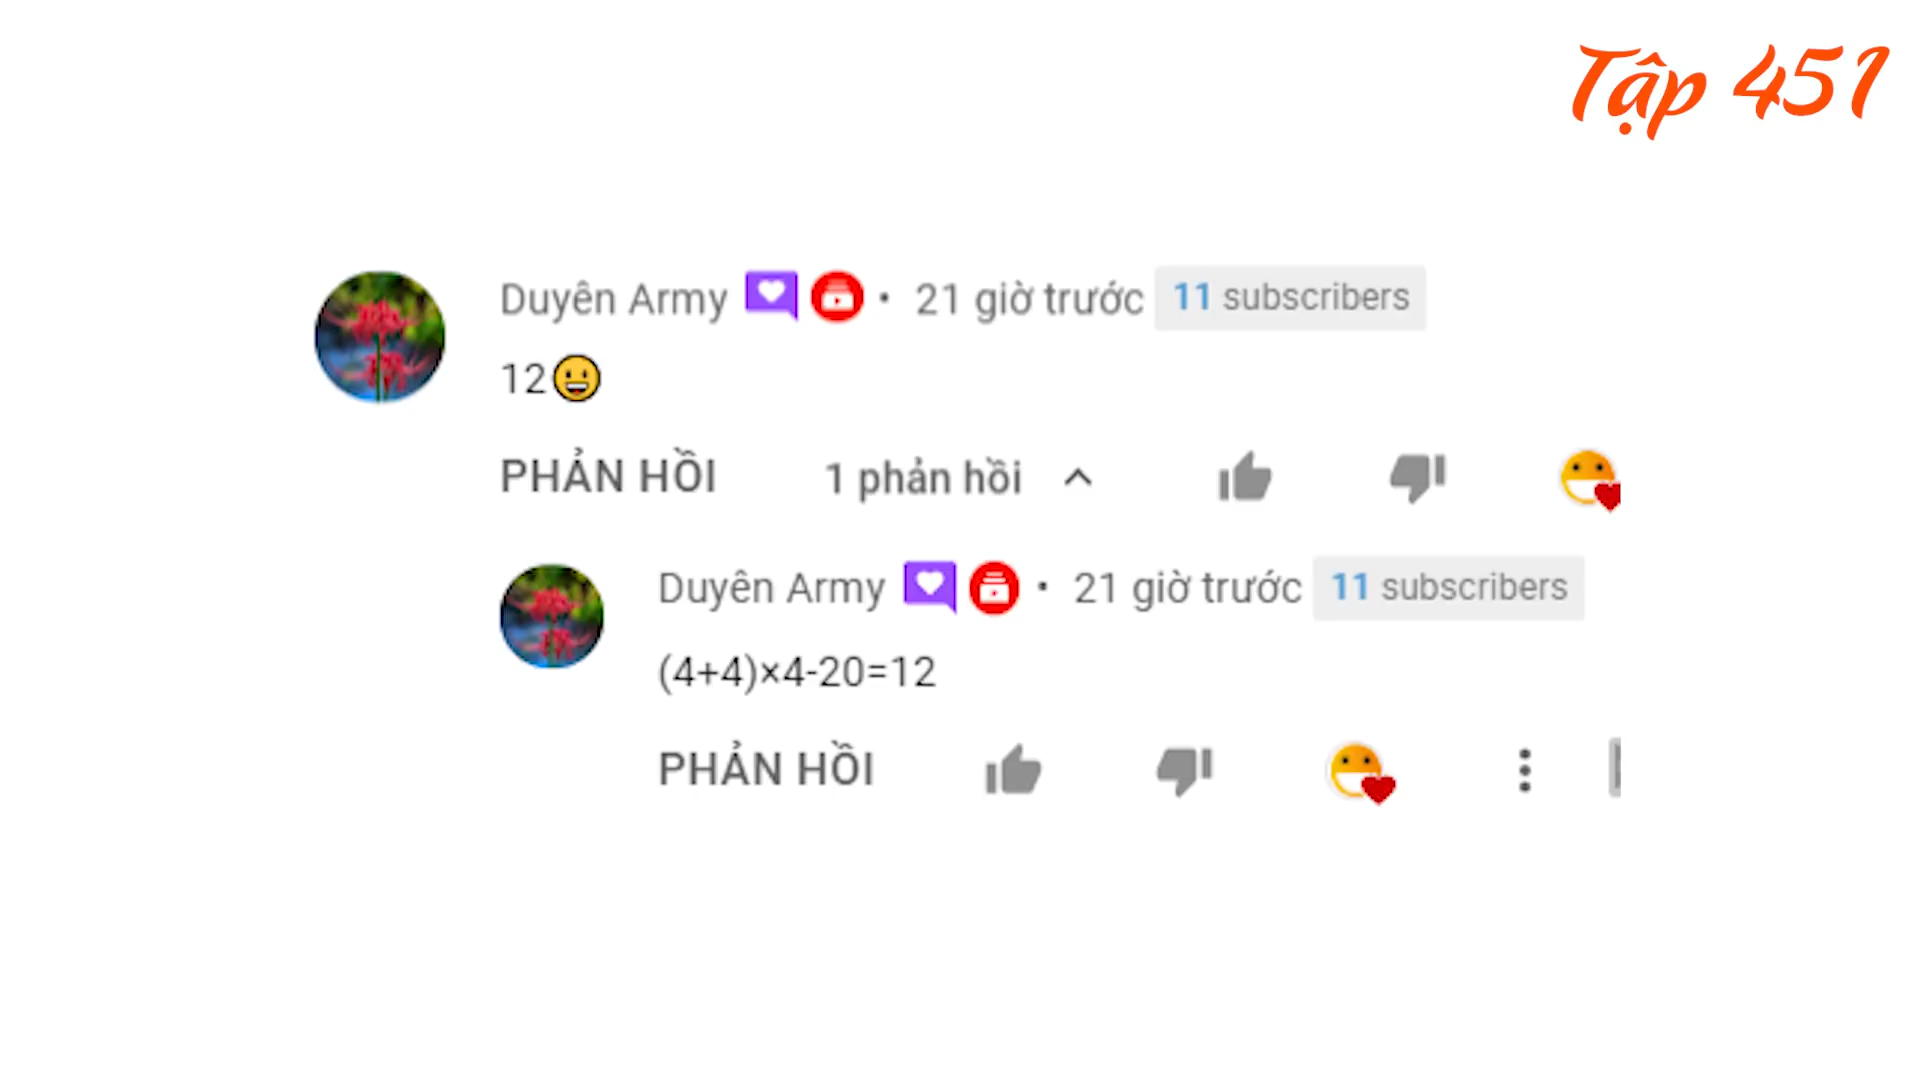 Tập 451
Duyên Army • 21 giờ trước 11 subscribers
12😀
PHẢN HỒI 1 phản hồi
Duyên Army • 21 giờ trước 11 subscribers
(4+4)×4-20=12
PHẢN HỒI